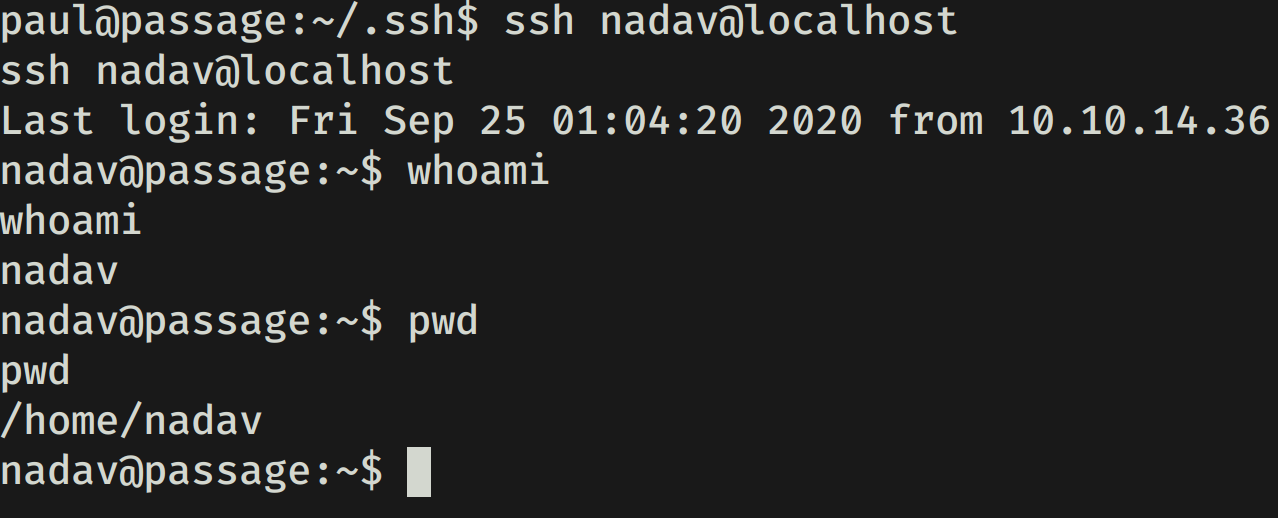 paul@passage:~/.ssh$ ssh nadav@localhost
ssh nadav@localhost
Last login: Fri Sep 25 01:04:20 2020 from 10.10.14.36
nadav@passage:~$ whoami
whoami
nadav
nadav@passage:~$ pwd
pwd
/home/nadav
nadav@passage:~$